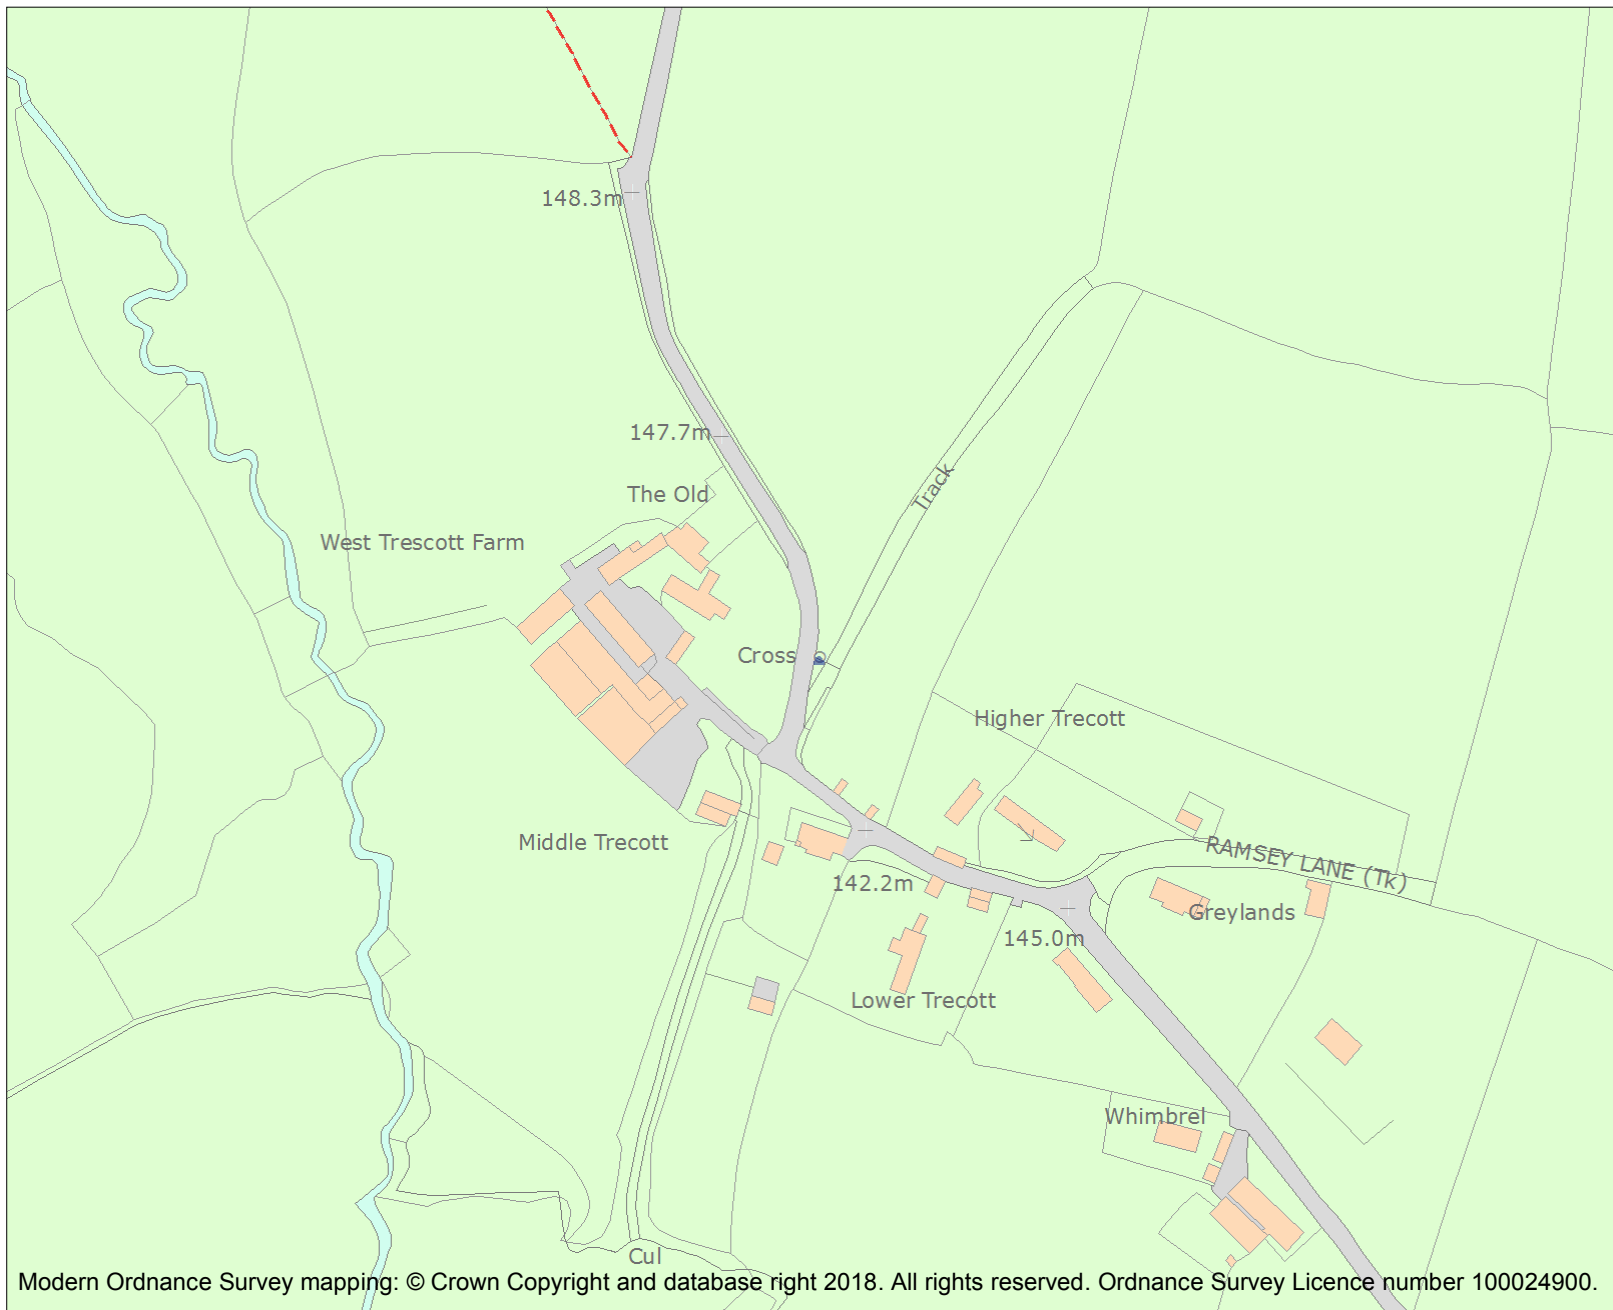 148.3m
147.7m
Track
The Old
West Trescott Farm
Cross
Higher Trecott
Middle Trecott
RAMSEY LANE (Tk)
142.2m
Greylands
145.0m
Lower Trecott
Whimbrel
Cul
Modern Ordnance Survey mapping: © Crown Copyright and database right 2018. All rights reserved. Ordnance Survey Licence number 100024900.